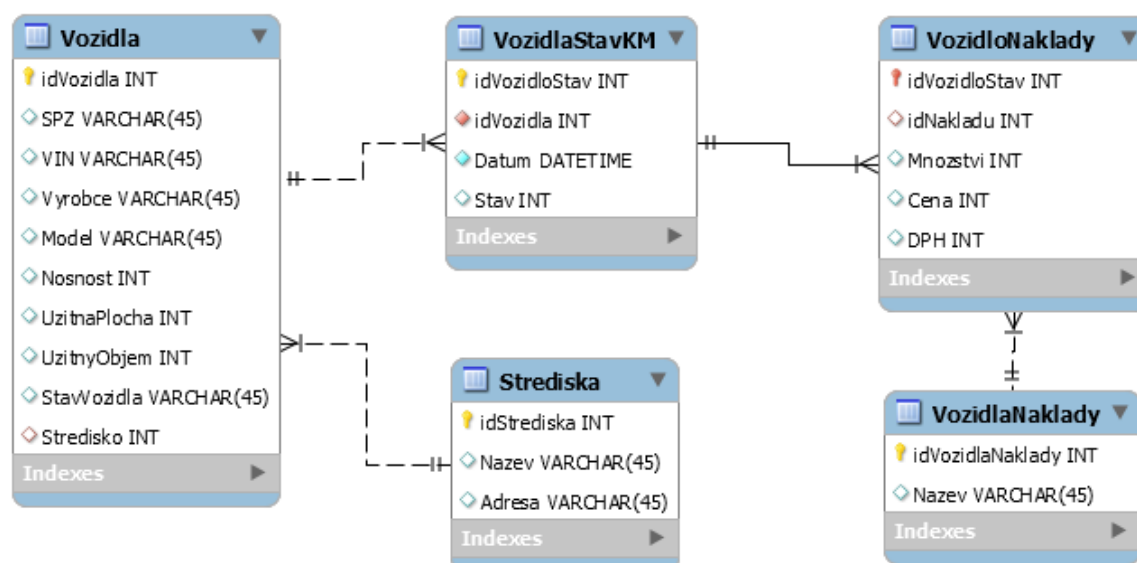 Vozidla
idVozidla INT
SPZ VARCHAR(45)
VIN VARCHAR(45)
Vyrobce VARCHAR(45)
Model VARCHAR(45)
Nosnost INT
UzitnaPlocha INT
UzitnyObjem INT
StavVozidla VARCHAR(45)
Stredisko INT
Indexes
VozidlaStavKM
idVozidloStav INT
idVozidla INT
Datum DATETIME
Stav INT
Indexes
VozidloNaklady
idVozidloStav INT
idNakladu INT
Mnozstvi INT
Cena INT
DPH INT
Indexes
Strediska
idStrediska INT
Nazev VARCHAR(45)
Adresa VARCHAR(45)
Indexes
VozidlaNaklady
idVozidlaNaklady INT
Nazev VARCHAR(45)
Indexes